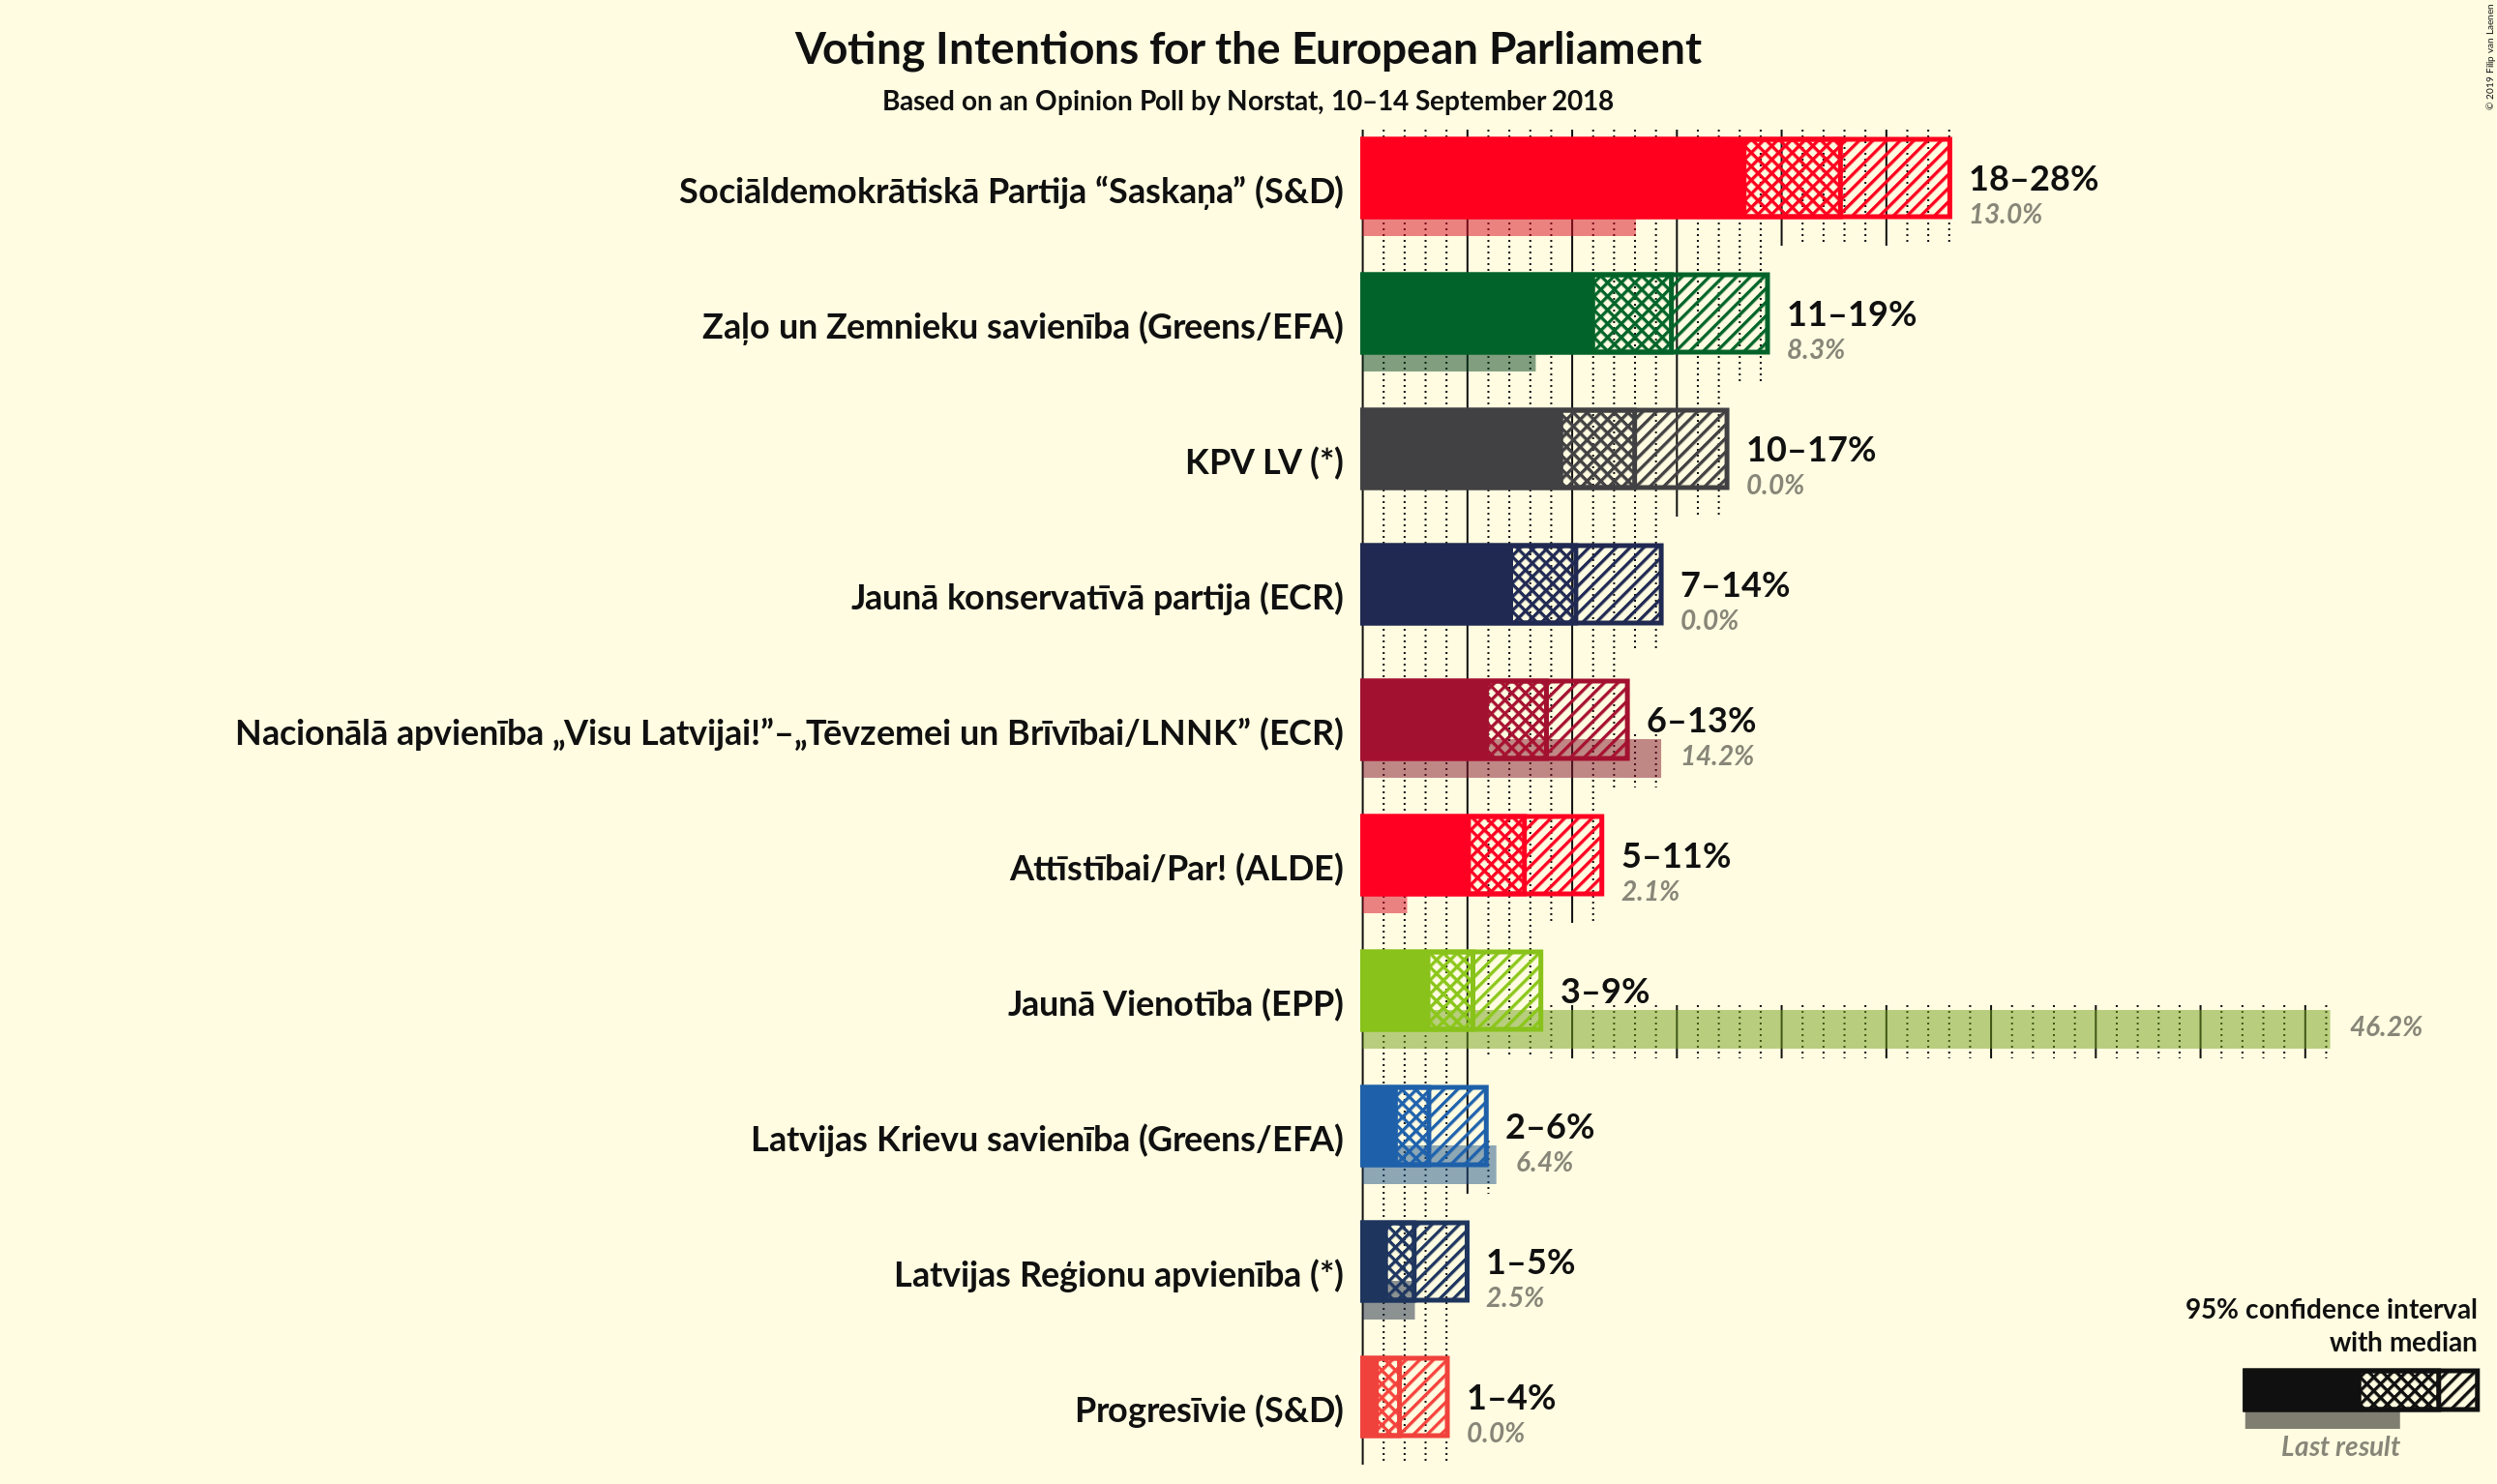 Voting Intentions for the European Parliament
Based on an Opinion Poll by Norstat, 10–14 September 2018
© 2019 Filip van Laenen
Sociāldemokrātiskā Partija “Saskaņa” (S&D)
18–28%
13.0%
Zaļo un Zemnieku savienība (Greens/EFA)
11–19%
8.3%
KPV LV (*)
10–17%
0.0%
Jaunā konservatīvā partija (ECR)
7–14%
0.0%
Nacionālā apvienība „Visu Latvijai!”–„Tēvzemei un Brīvībai/LNNK” (ECR)
6–13%
14.2%
Attīstībai/Par! (ALDE)
5–11%
2.1%
Jaunā Vienotība (EPP)
3–9%
46.2%
Latvijas Krievu savienība (Greens/EFA)
2–6%
6.4%
Latvijas Reģionu apvienība (*)
1–5%
2.5%
Progresīvie (S&D)
1–4%
0.0%
95% confidence interval
with median
Last result